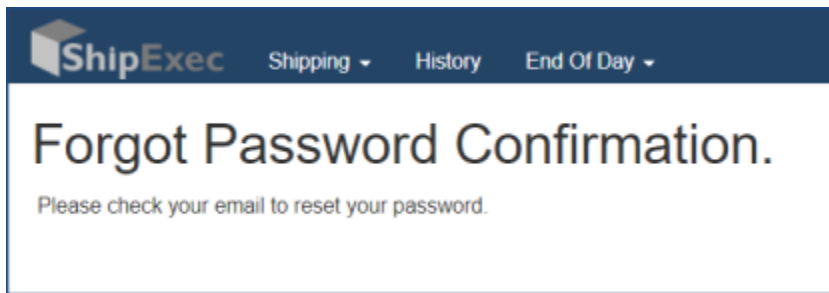 ShipExec Shipping History End Of Day
Forgot Password Confirmation.
Please check your email to reset your password.